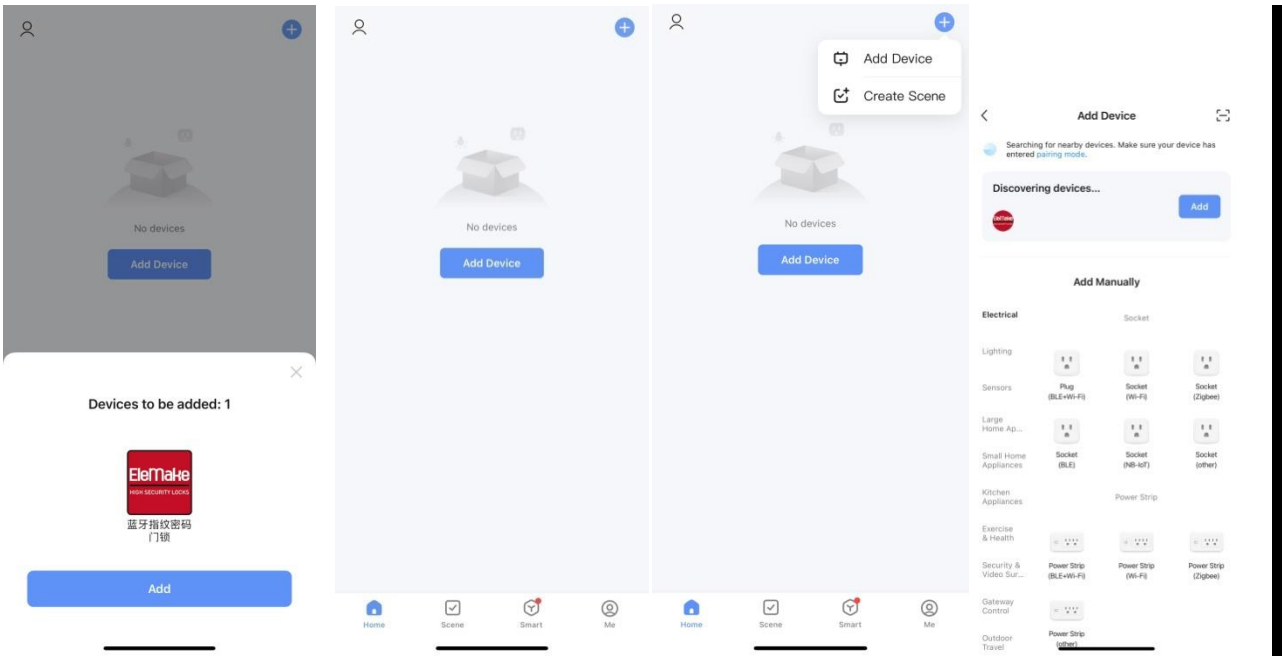 No devices
Add Device
Devices to be added: 1
EleMake
HIGH SECURITY LOCKS
蓝牙指纹密码
门锁
Add
No devices
Add Device
Home
Scene
Smart
Me
Add Device
Create Scene
No devices
Add Device
Home
Scene
Smart
Me
Add Device
Searching for nearby devices. Make sure your device has
entered pairing mode.
Discovering devices...
EleMake
Add
Add Manually
Electrical
Lighting
Sensors
Large
Home Ap...
Small Home
Appliances
Kitchen
Appliances
Exercise
& Health
Security &
Video Sur...
Gateway
Control
Outdoor
Travel
Socket
Plug
(BLE+Wi-Fi)
Socket
(Wi-Fi)
Socket
(Zigbee)
Socket
(BLE)
Socket
(NB-IoT)
Socket
(other)
Power Strip
Power Strip
(BLE+Wi-Fi)
Power Strip
(Wi-Fi)
Power Strip
(Zigbee)
Power Strip
(other)